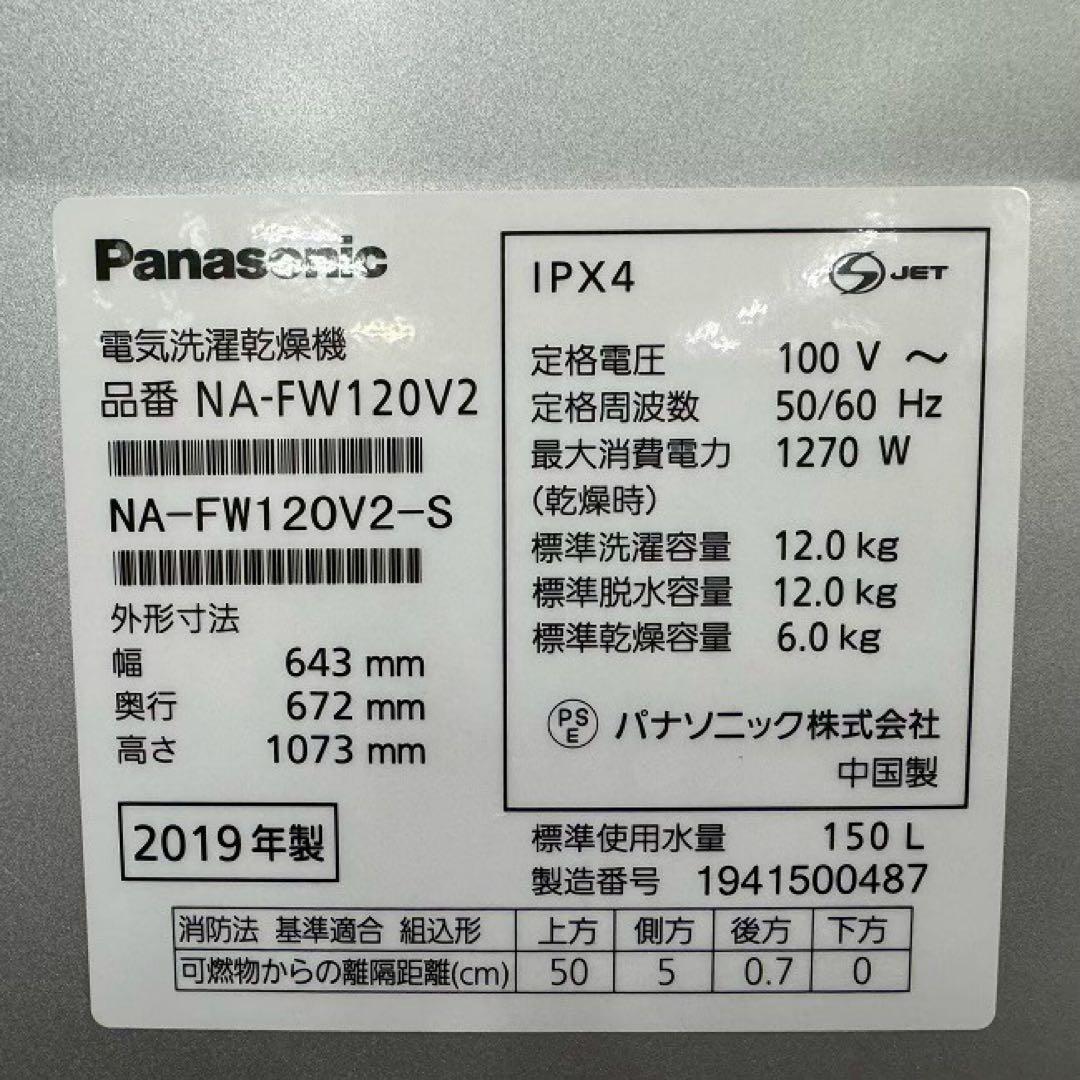 Panasonic
電気洗濯乾燥機
品番 NA-FW120V2
NA-FW120V2-S
外形寸法
幅 643 mm
奥行 672 mm
高さ 1073 mm
2019年製
IPX4
S JET
定格電圧 100 V ～
定格周波数 50/60 Hz
最大消費電力 1270 W
(乾燥時)
標準洗濯容量 12.0 kg
標準脱水容量 12.0 kg
標準乾燥容量 6.0 kg
PSE パナソニック株式会社
中国製
標準使用水量 150 L
製造番号 1941500487
消防法 基準適合 組込形 上方 側方 後方 下方
可燃物からの離隔距離(cm) 50 5 0.7 0